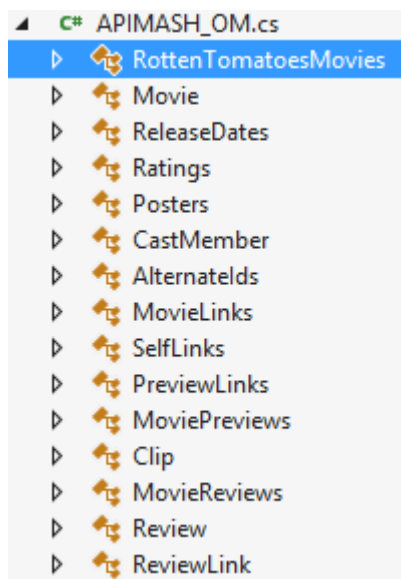 C# APIMASH_OM.cs
RottenTomatoesMovies
Movie
ReleaseDates
Ratings
Posters
CastMember
AlternateIds
MovieLinks
SelfLinks
PreviewLinks
MoviePreviews
Clip
MovieReviews
Review
ReviewLink